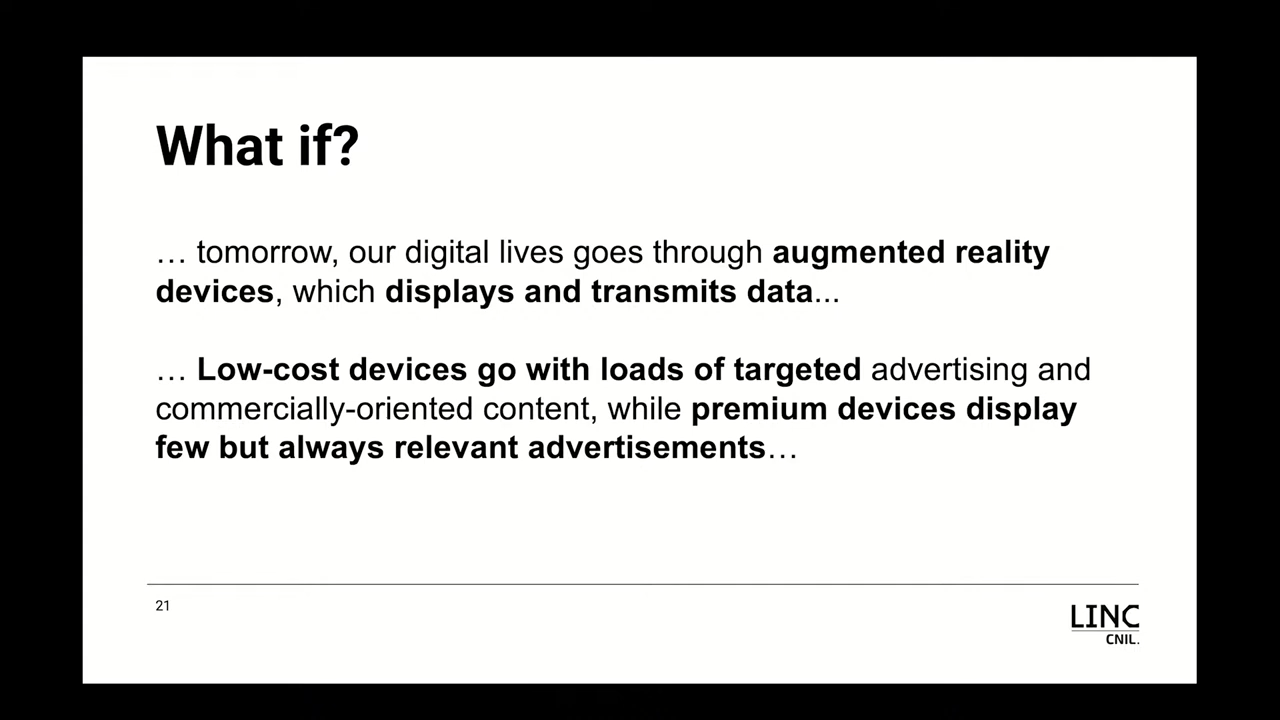 What if?
… tomorrow, our digital lives goes through augmented reality
devices, which displays and transmits data...
… Low-cost devices go with loads of targeted advertising and
commercially-oriented content, while premium devices display
few but always relevant advertisements…
21
LINC
CNIL.